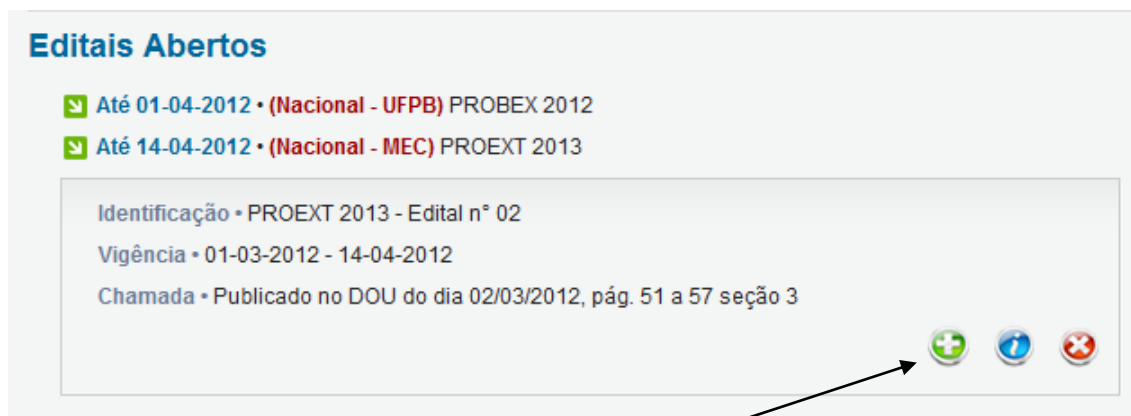 Editais Abertos
Até 01-04-2012 • (Nacional - UFPB) PROBEX 2012
Até 14-04-2012 • (Nacional - MEC) PROEXT 2013
Identificação • PROEXT 2013 - Edital n° 02
Vigência • 01-03-2012 - 14-04-2012
Chamada • Publicado no DOU do dia 02/03/2012, pág. 51 a 57 seção 3